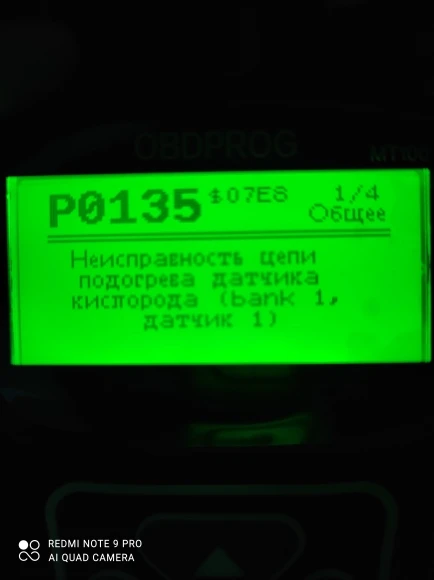 OBDPROG
MT100
P0135 $07E8 1/4
Общее
Неисправность цепи
подогрева датчика
кислорода (bank 1,
датчик 1)
REDMI NOTE 9 PRO
AI QUAD CAMERA